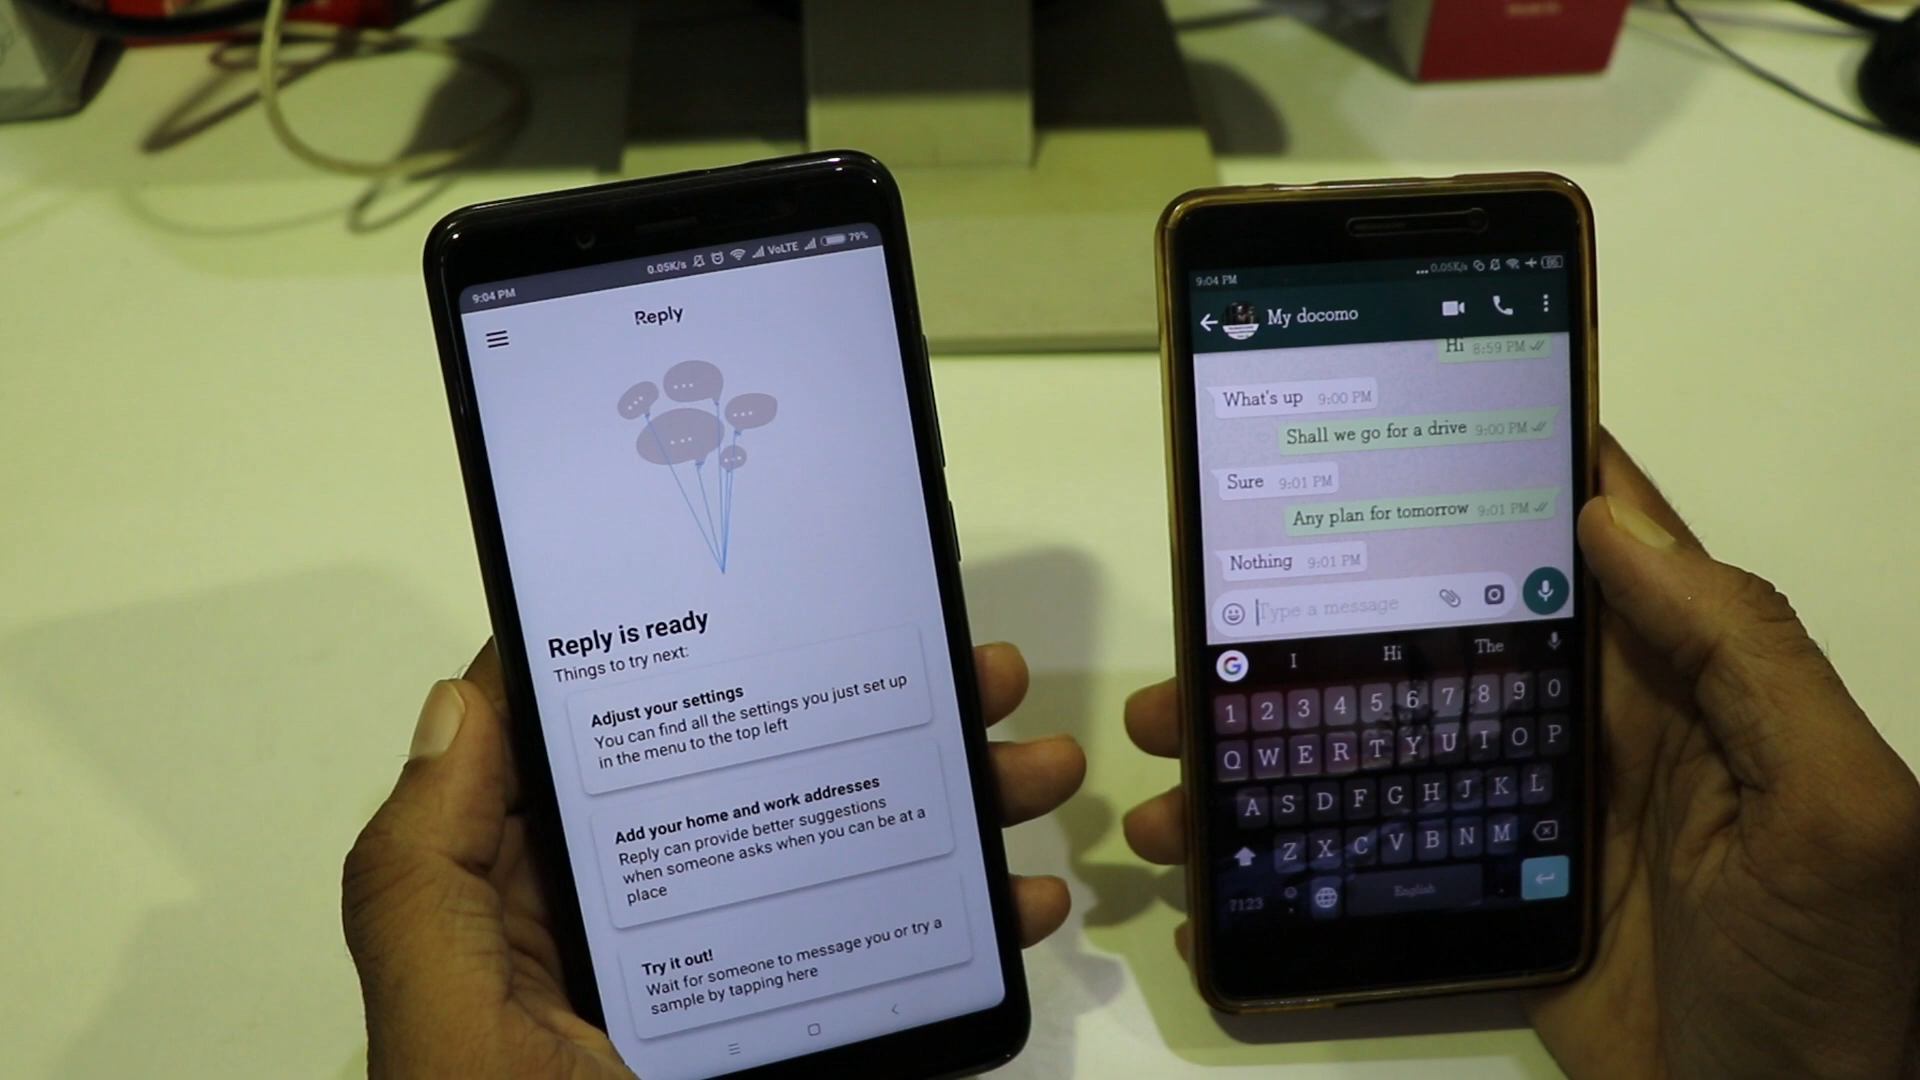 9:04 PM
0.05K/s VoLTE 79%
Reply
Reply is ready
Things to try next:
Adjust your settings
You can find all the settings you just set up
in the menu to the top left
Add your home and work addresses
Reply can provide better suggestions
when someone asks when you can be at a
place
Try it out!
Wait for someone to message you or try a
sample by tapping here
9:04 PM
...0.05K/s 86
My docomo
Hi 8:59 PM
What's up 9:00 PM
Shall we go for a drive 9:00 PM
Sure 9:01 PM
Any plan for tomorrow 9:01 PM
Nothing 9:01 PM
Type a message
G I Hi The
1 2 3 4 5 6 7 8 9 0
Q W E R T Y U I O P
A S D F G H J K L
Z X C V B N M
?123 , English .